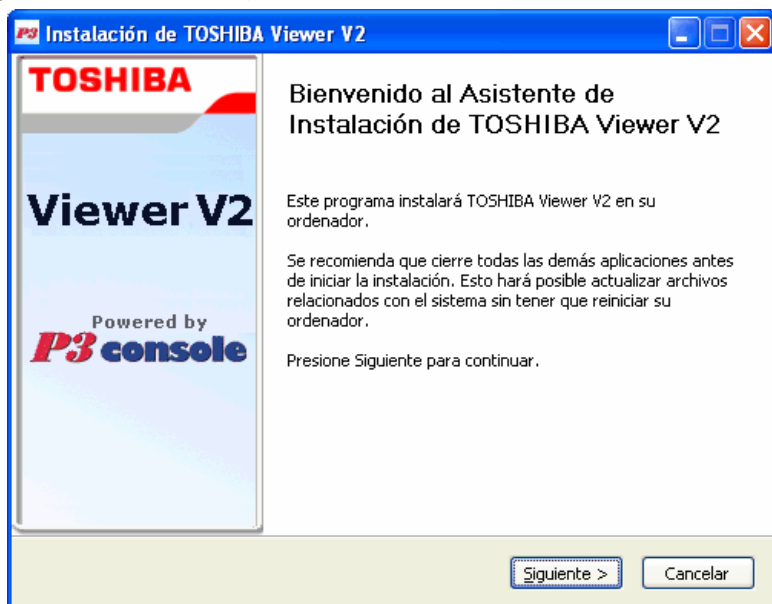 P3 Instalación de TOSHIBA Viewer V2
TOSHIBA
Viewer V2
Powered by
P3 console
Bienvenido al Asistente de
Instalación de TOSHIBA Viewer V2
Este programa instalará TOSHIBA Viewer V2 en su
ordenador.
Se recomienda que cierre todas las demás aplicaciones antes
de iniciar la instalación. Esto hará posible actualizar archivos
relacionados con el sistema sin tener que reiniciar su
ordenador.
Presione Siguiente para continuar.
Siguiente >
Cancelar